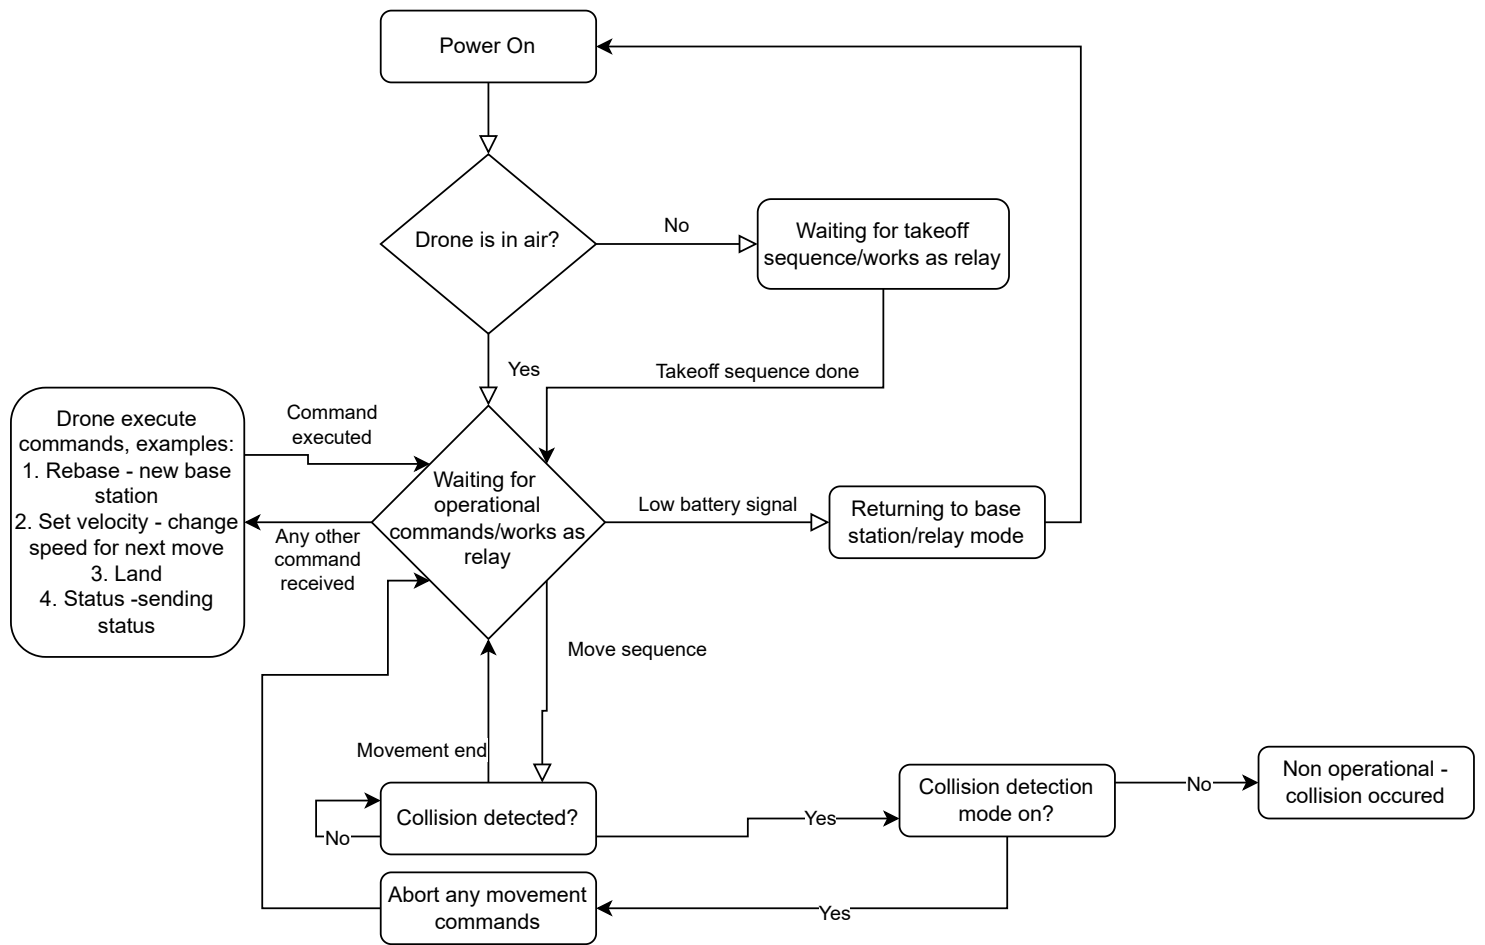 Power On
Drone is in air?
No
Waiting for takeoff
sequence/works as relay
Yes
Takeoff sequence done
Drone execute
commands, examples:
1. Rebase - new base
station
2. Set velocity - change
speed for next move
3. Land
4. Status -sending
status
Command
executed
Any other
command
received
Waiting for
operational
commands/works as
relay
Low battery signal
Returning to base
station/relay mode
Move sequence
Movement end
Collision detected?
No
Yes
Collision detection
mode on?
No
Non operational -
collision occured
Abort any movement
commands
Yes